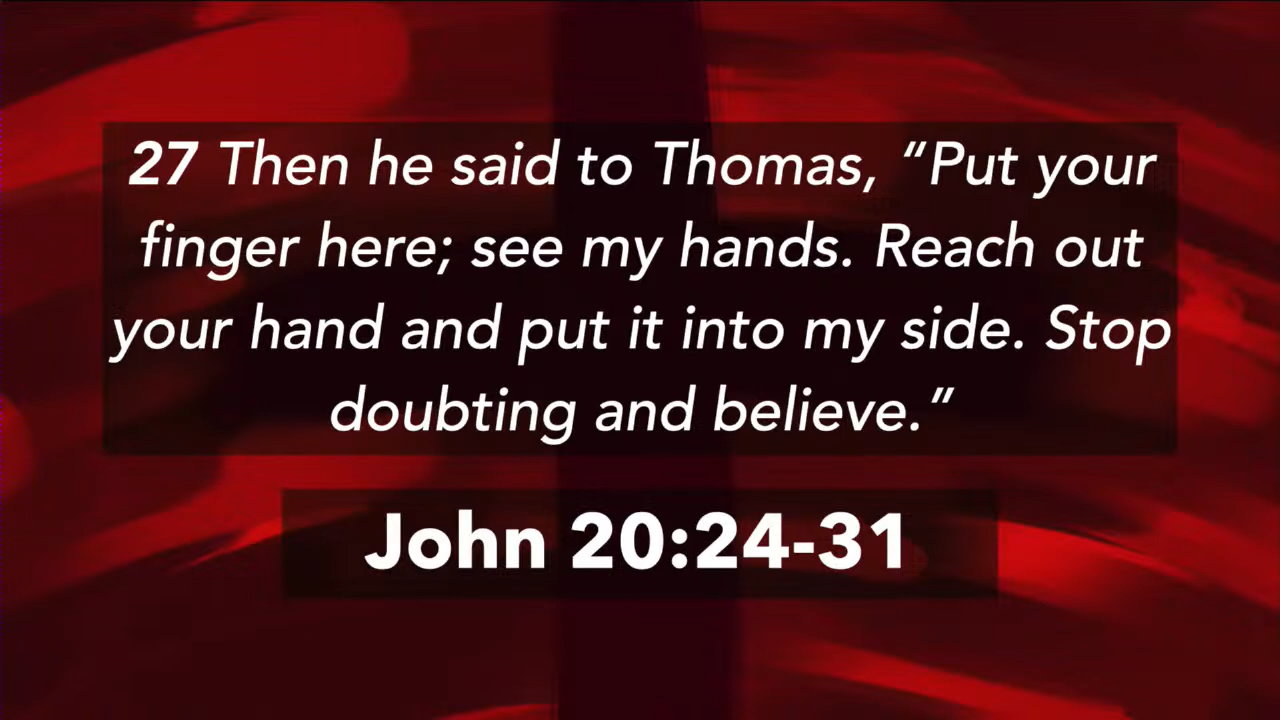 27 Then he said to Thomas, “Put your
finger here; see my hands. Reach out
your hand and put it into my side. Stop
doubting and believe.”
John 20:24-31